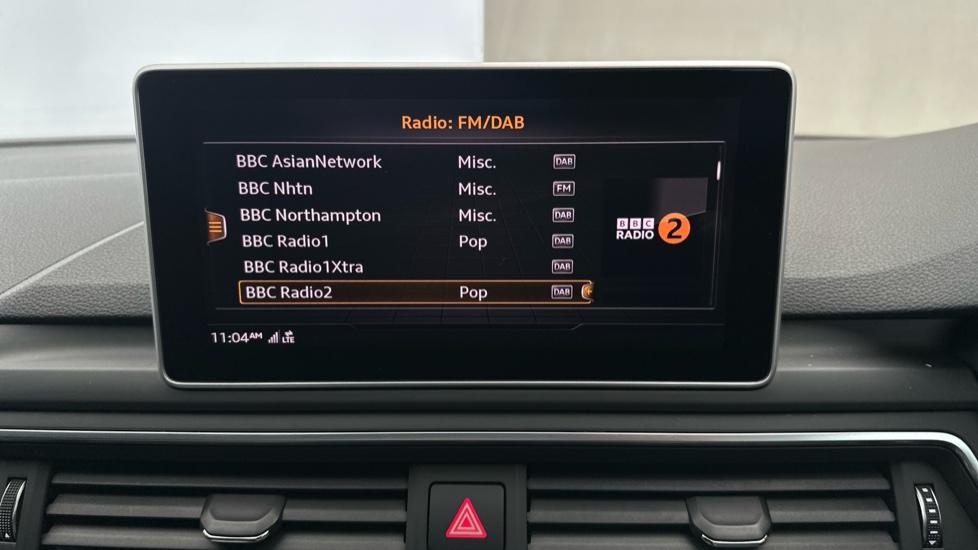 Radio: FM/DAB
BBC AsianNetwork Misc. DAB
BBC Nhtn Misc. FM
BBC Northampton Misc. DAB
BBC Radio1 Pop DAB
BBC Radio1Xtra DAB
BBC Radio2 Pop DAB
BBC
RADIO 2
11:04AM LTE